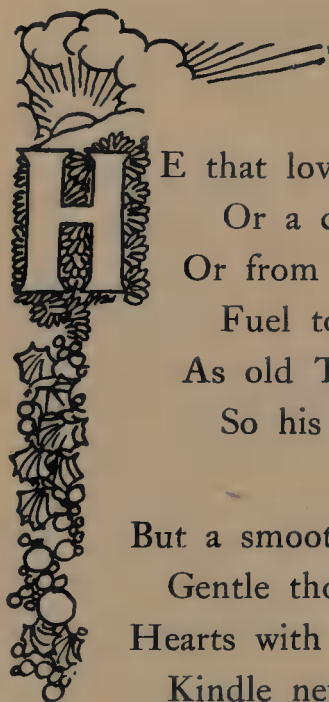 HE that lov
Or a c
Or from
Fuel to
As old T
So his
But a smoot
Gentle tho
Hearts with
Kindle nev